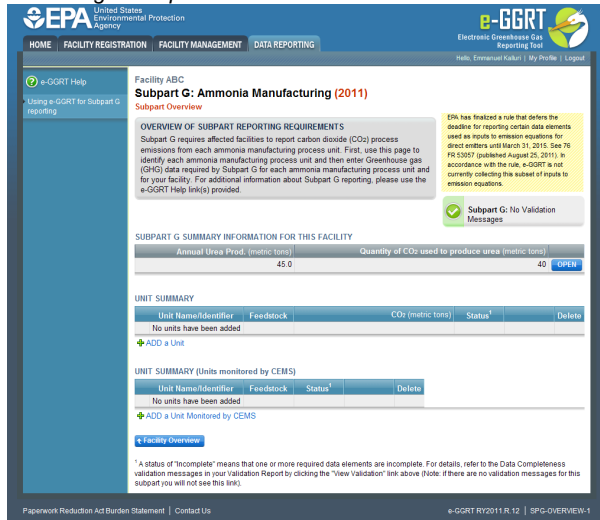 United States
Environmental Protection
Agency
EPA
e-GGRT
Electronic Greenhouse Gas
Reporting Tool
HOME FACILITY REGISTRATION FACILITY MANAGEMENT DATA REPORTING
Hello, Emmanuel Kalluri | My Profile | Logout
e-GGRT Help
Using e-GGRT for Subpart G
reporting
Facility ABC
Subpart G: Ammonia Manufacturing (2011)
Subpart Overview
OVERVIEW OF SUBPART REPORTING REQUIREMENTS
Subpart G requires affected facilities to report carbon dioxide (CO2) process
emissions from each ammonia manufacturing process unit. First, use this page to
identify each ammonia manufacturing process unit and then enter Greenhouse gas
(GHG) data required by Subpart G for each ammonia manufacturing process unit and
for your facility. For additional information about Subpart G reporting, please use the
e-GGRT Help link(s) provided.
EPA has finalized a rule that defers the
deadline for reporting certain data elements
used as inputs to emission equations for
direct emitters until March 31, 2015. See 76
FR 53057 (published August 25, 2011). In
accordance with the rule, e-GGRT is not
currently collecting this subset of inputs to
emission equations.
Subpart G: No Validation
Messages
SUBPART G SUMMARY INFORMATION FOR THIS FACILITY
Annual Urea Prod. (metric tons) Quantity of CO2 used to produce urea (metric tons)
45.0 40 OPEN
UNIT SUMMARY
Unit Name/Identifier Feedstock CO2 (metric tons) Status1 Delete
No units have been added
ADD a Unit
UNIT SUMMARY (Units monitored by CEMS)
Unit Name/Identifier Feedstock Status1 Delete
No units have been added
ADD a Unit Monitored by CEMS
Facility Overview
1 A status of "Incomplete" means that one or more required data elements are incomplete. For details, refer to the Data Completeness
validation messages in your Validation Report by clicking the "View Validation" link above (Note: if there are no validation messages for this
subpart you will not see this link).
Paperwork Reduction Act Burden Statement | Contact Us
e-GGRT RY2011.R.12 | SPG-OVERVIEW-1